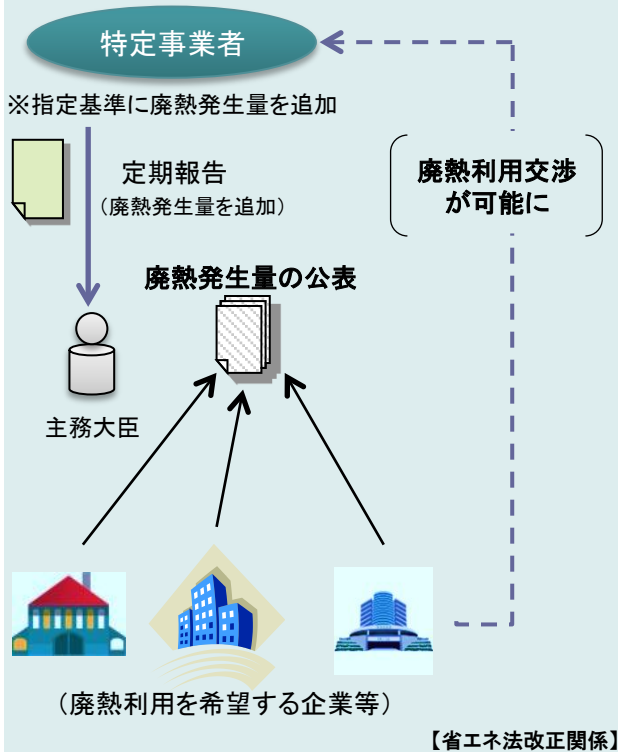 特定事業者
※指定基準に廃熱発生量を追加
定期報告
（廃熱発生量を追加）
廃熱利用交渉
が可能に
廃熱発生量の公表
主務大臣
（廃熱利用を希望する企業等）
【省エネ法改正関係】